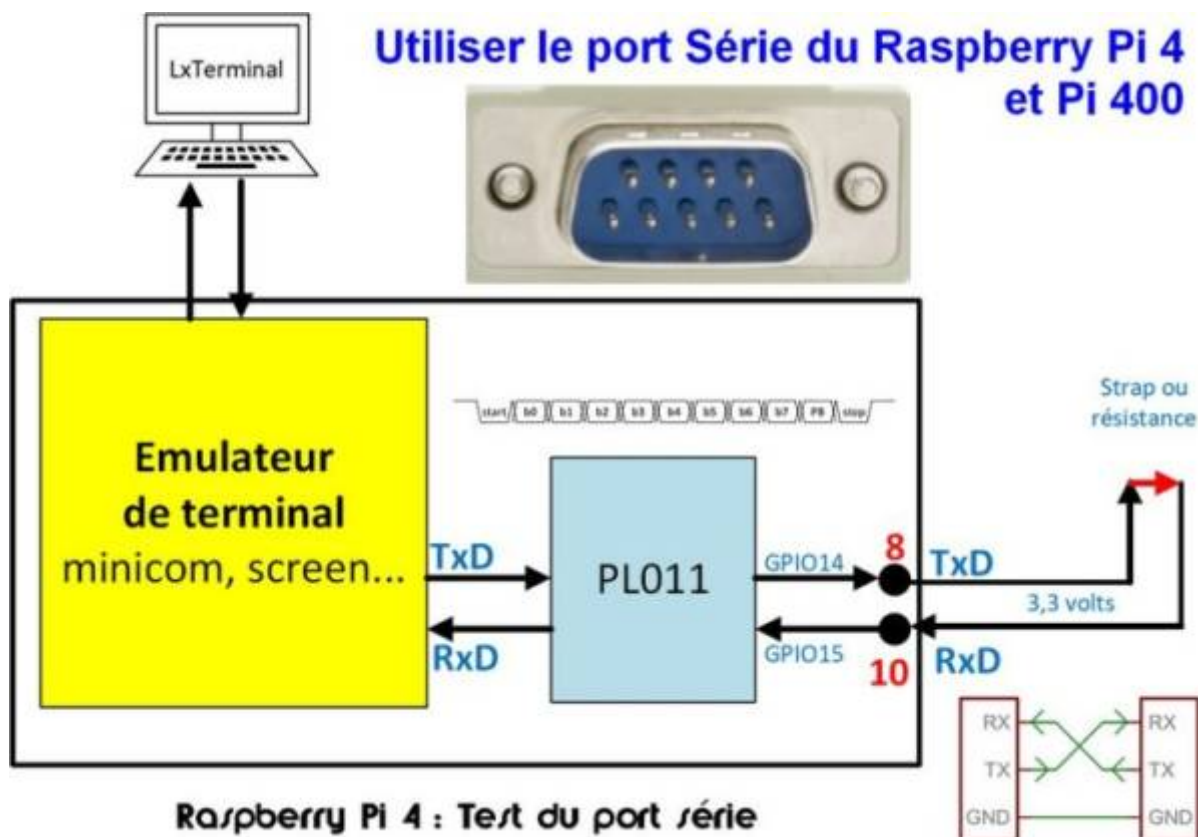 Utiliser le port Série du Raspberry Pi 4
et Pi 400
LxTerminal
start b0 b1 b2 b3 b4 b5 b6 b7 PB stop
Strap ou
résistance
Emulateur
de terminal
minicom, screen...
TxD
RxD
PL011
GPIO14
GPIO15
8
10
TxD
3,3 volts
RxD
RX
TX
GND
RX
TX
GND
Raspberry Pi 4 : Test du port série